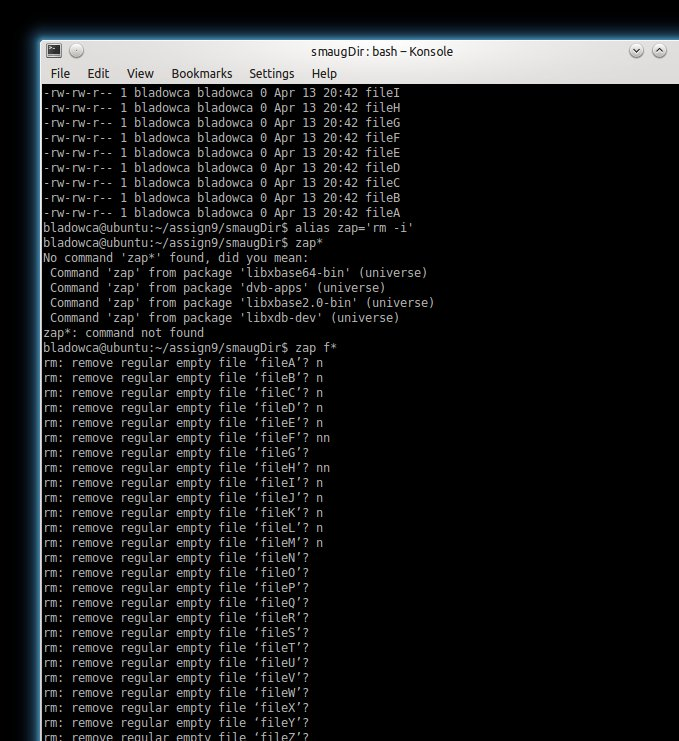 smaugDir : bash – Konsole
File Edit View Bookmarks Settings Help
-rw-rw-r-- 1 bladowca bladowca 0 Apr 13 20:42 fileI
-rw-rw-r-- 1 bladowca bladowca 0 Apr 13 20:42 fileH
-rw-rw-r-- 1 bladowca bladowca 0 Apr 13 20:42 fileG
-rw-rw-r-- 1 bladowca bladowca 0 Apr 13 20:42 fileF
-rw-rw-r-- 1 bladowca bladowca 0 Apr 13 20:42 fileE
-rw-rw-r-- 1 bladowca bladowca 0 Apr 13 20:42 fileD
-rw-rw-r-- 1 bladowca bladowca 0 Apr 13 20:42 fileC
-rw-rw-r-- 1 bladowca bladowca 0 Apr 13 20:42 fileB
-rw-rw-r-- 1 bladowca bladowca 0 Apr 13 20:42 fileA
bladowca@ubuntu:~/assign9/smaugDir$ alias zap='rm -i'
bladowca@ubuntu:~/assign9/smaugDir$ zap*
No command 'zap*' found, did you mean:
 Command 'zap' from package 'libxbase64-bin' (universe)
 Command 'zap' from package 'dvb-apps' (universe)
 Command 'zap' from package 'libxbase2.0-bin' (universe)
 Command 'zap' from package 'libxdb-dev' (universe)
zap*: command not found
bladowca@ubuntu:~/assign9/smaugDir$ zap f*
rm: remove regular empty file ‘fileA’? n
rm: remove regular empty file ‘fileB’? n
rm: remove regular empty file ‘fileC’? n
rm: remove regular empty file ‘fileD’? n
rm: remove regular empty file ‘fileE’? n
rm: remove regular empty file ‘fileF’? nn
rm: remove regular empty file ‘fileG’?
rm: remove regular empty file ‘fileH’? nn
rm: remove regular empty file ‘fileI’? n
rm: remove regular empty file ‘fileJ’? n
rm: remove regular empty file ‘fileK’? n
rm: remove regular empty file ‘fileL’? n
rm: remove regular empty file ‘fileM’? n
rm: remove regular empty file ‘fileN’?
rm: remove regular empty file ‘fileO’?
rm: remove regular empty file ‘fileP’?
rm: remove regular empty file ‘fileQ’?
rm: remove regular empty file ‘fileR’?
rm: remove regular empty file ‘fileS’?
rm: remove regular empty file ‘fileT’?
rm: remove regular empty file ‘fileU’?
rm: remove regular empty file ‘fileV’?
rm: remove regular empty file ‘fileW’?
rm: remove regular empty file ‘fileX’?
rm: remove regular empty file ‘fileY’?
rm: remove regular empty file ‘fileZ’?